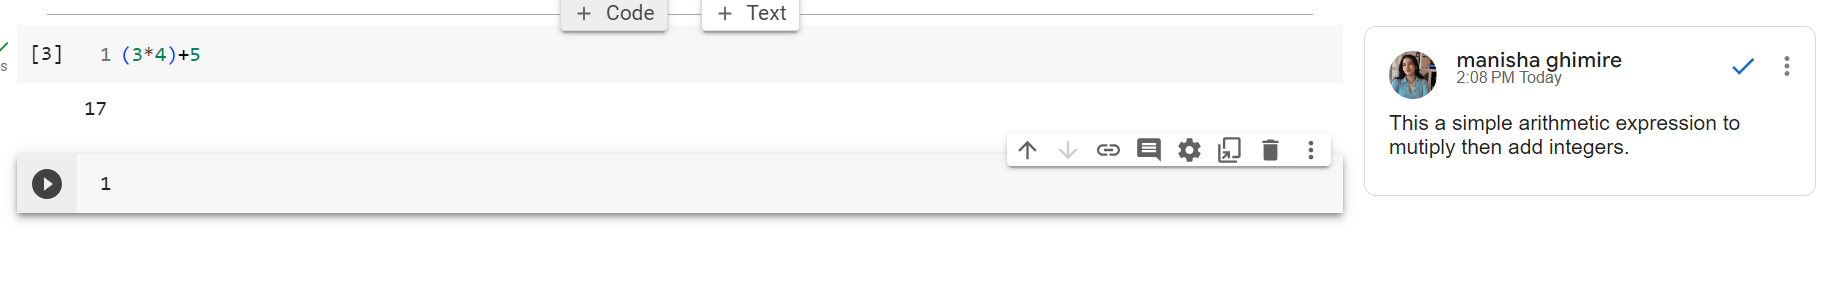 + Code + Text
s [3] 1 (3*4)+5
17
1
manisha ghimire
2:08 PM Today
This a simple arithmetic expression to
mutiply then add integers.